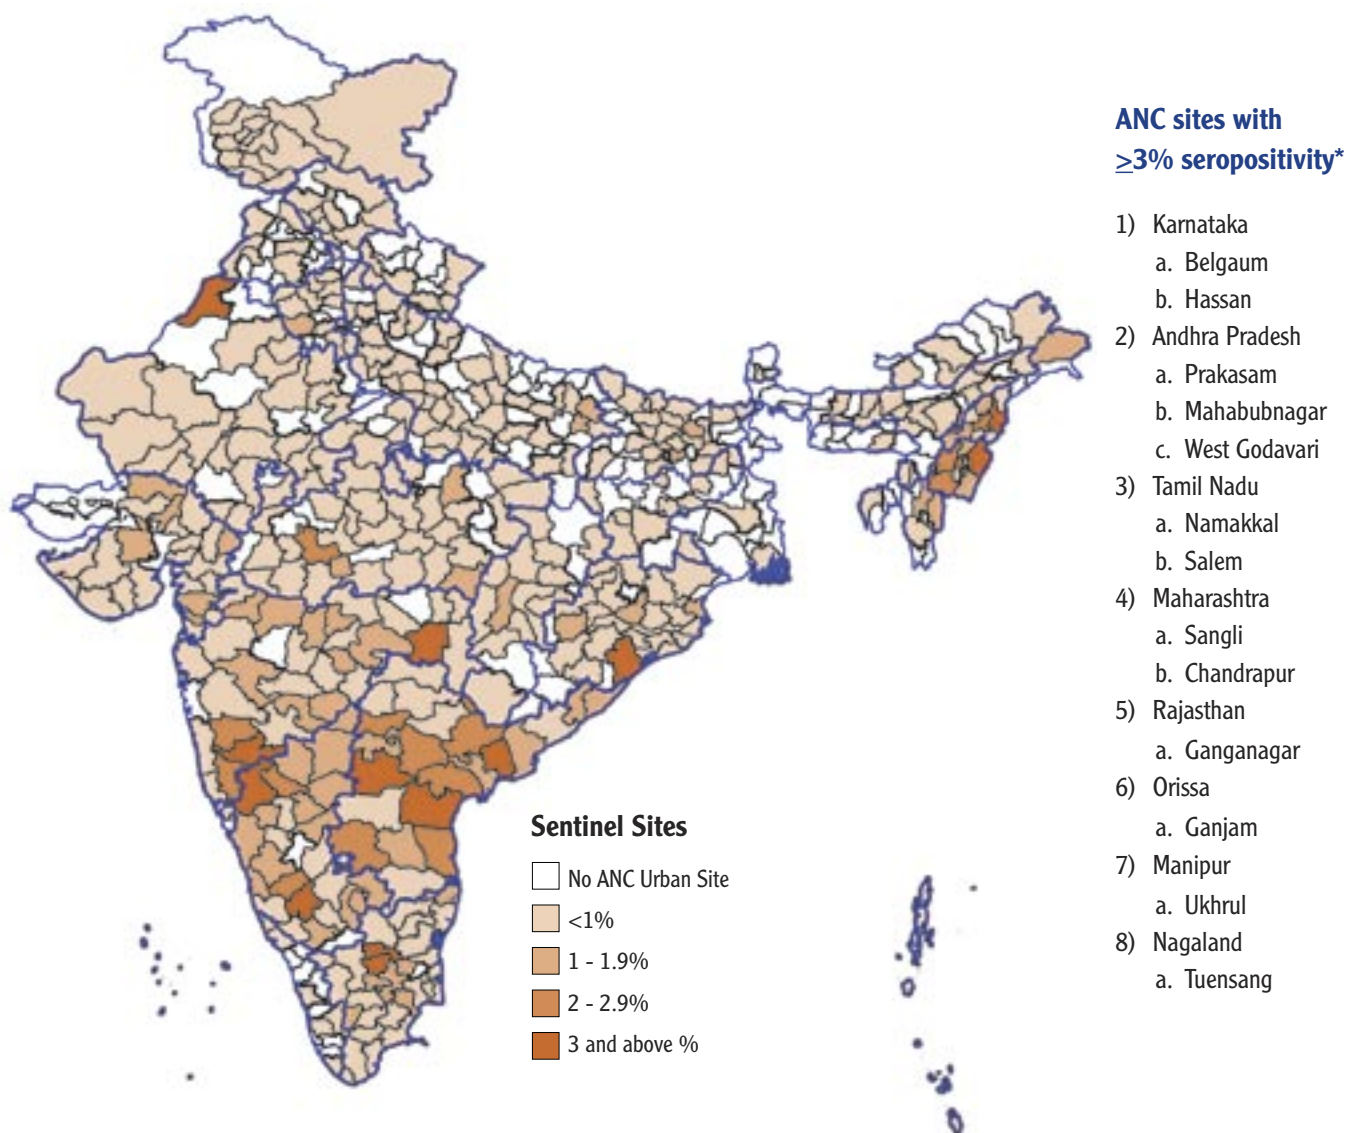 ANC sites with
≥3% seropositivity*
1) Karnataka
a. Belgaum
b. Hassan
2) Andhra Pradesh
a. Prakasam
b. Mahabubnagar
c. West Godavari
3) Tamil Nadu
a. Namakkal
b. Salem
4) Maharashtra
a. Sangli
b. Chandrapur
5) Rajasthan
a. Ganganagar
6) Orissa
a. Ganjam
7) Manipur
a. Ukhrul
8) Nagaland
a. Tuensang
Sentinel Sites
No ANC Urban Site
<1%
1 - 1.9%
2 - 2.9%
3 and above %